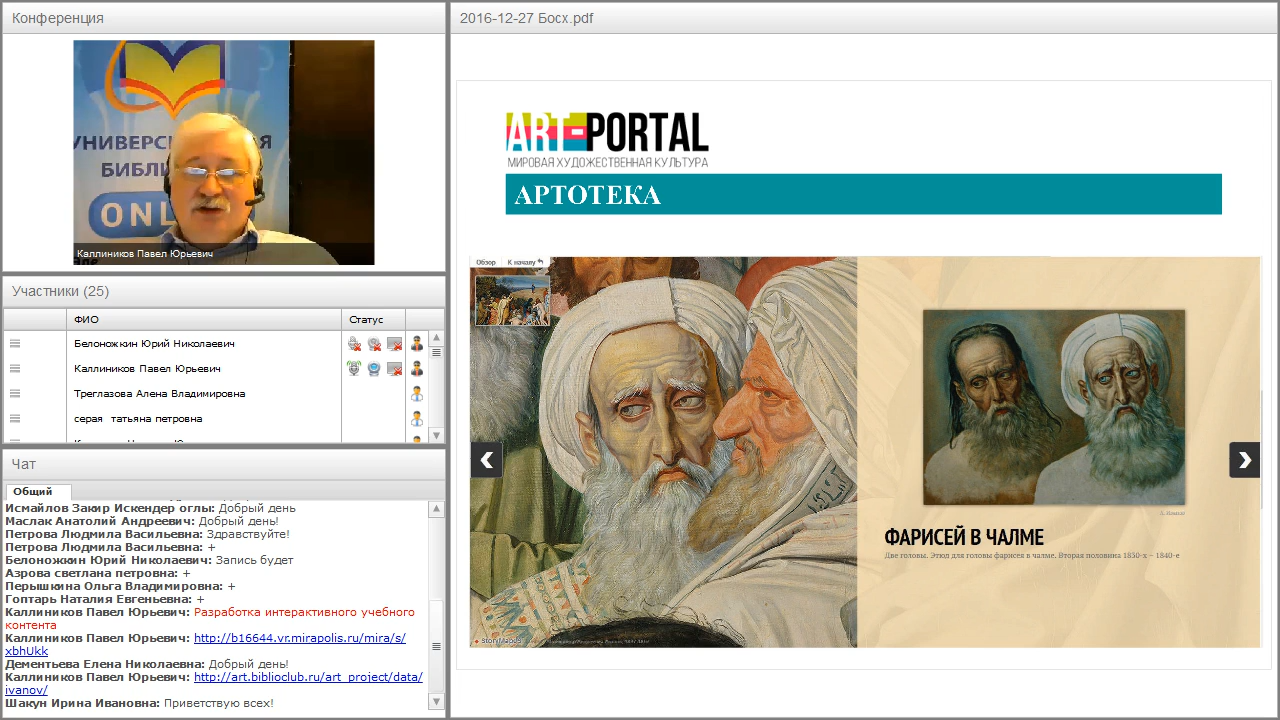 Конференция
УНИВЕРС
АЯ
БИБЛИ
ONL
Каллиников Павел Юрьевич
Участники (25)
ФИО
Статус
Белоножкин Юрий Николаевич
Каллиников Павел Юрьевич
Треглазова Алена Владимировна
серая татьяна петровна
Чат
Общий
Исмайлов Закир Искендер оглы: Добрый день
Маслак Анатолий Андреевич: Добрый день!
Петрова Людмила Васильевна: Здравствуйте!
Петрова Людмила Васильевна: +
Белоножкин Юрий Николаевич: Запись будет
Азрова светлана петровна: +
Перышкина Ольга Владимировна: +
Гоптарь Наталия Евгеньевна: +
Каллиников Павел Юрьевич: Разработка интерактивного учебного
контента
Каллиников Павел Юрьевич: http://b16644.vr.mirapolis.ru/mira/s/
xbhUkk
Дементьева Елена Николаевна: Добрый день!
Каллиников Павел Юрьевич: http://art.biblioclub.ru/art_project/data/
ivanov/
Шакун Ирина Ивановна: Приветствую всех!
2016-12-27 Босх.pdf
ART-PORTAL
МИРОВАЯ ХУДОЖЕСТВЕННАЯ КУЛЬТУРА
АРТОТЕКА
Обзор
К началу
StoryMapJS
ФАРИСЕЙ В ЧАЛМЕ
Две головы. Этюд для головы фарисея в чалме. Вторая половина 1830-х – 1840-е